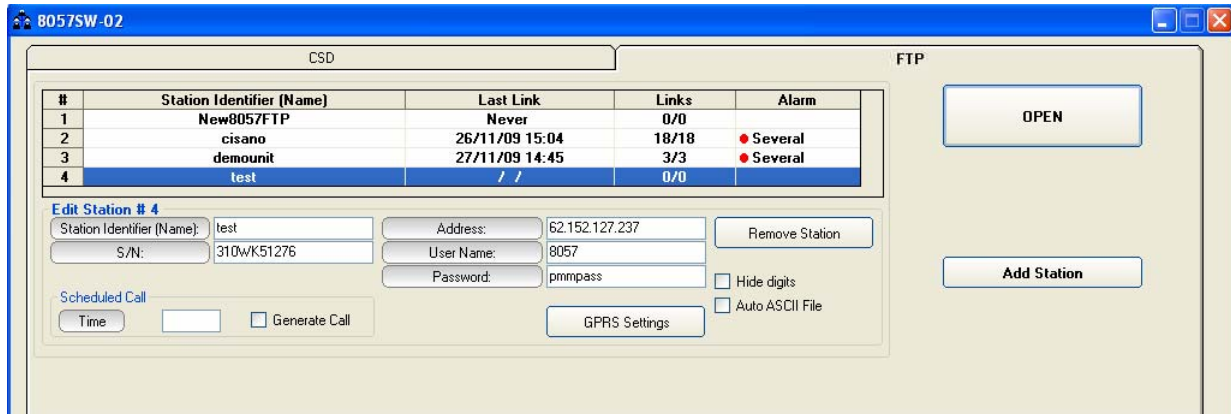 8057SW-02
CSD
FTP
# Station Identifier (Name) Last Link Links Alarm
1 New8057FTP Never 0/0
2 cisano 26/11/09 15:04 18/18 Several
3 demounit 27/11/09 14:45 3/3 Several
4 test / / 0/0
OPEN
Edit Station # 4
Station Identifier (Name): test Address: 62.152.127.237 Remove Station
S/N: 310WK51276 User Name: 8057
Password: pmmpass
Add Station
Hide digits
Auto ASCII File
Scheduled Call
Time Generate Call GPRS Settings